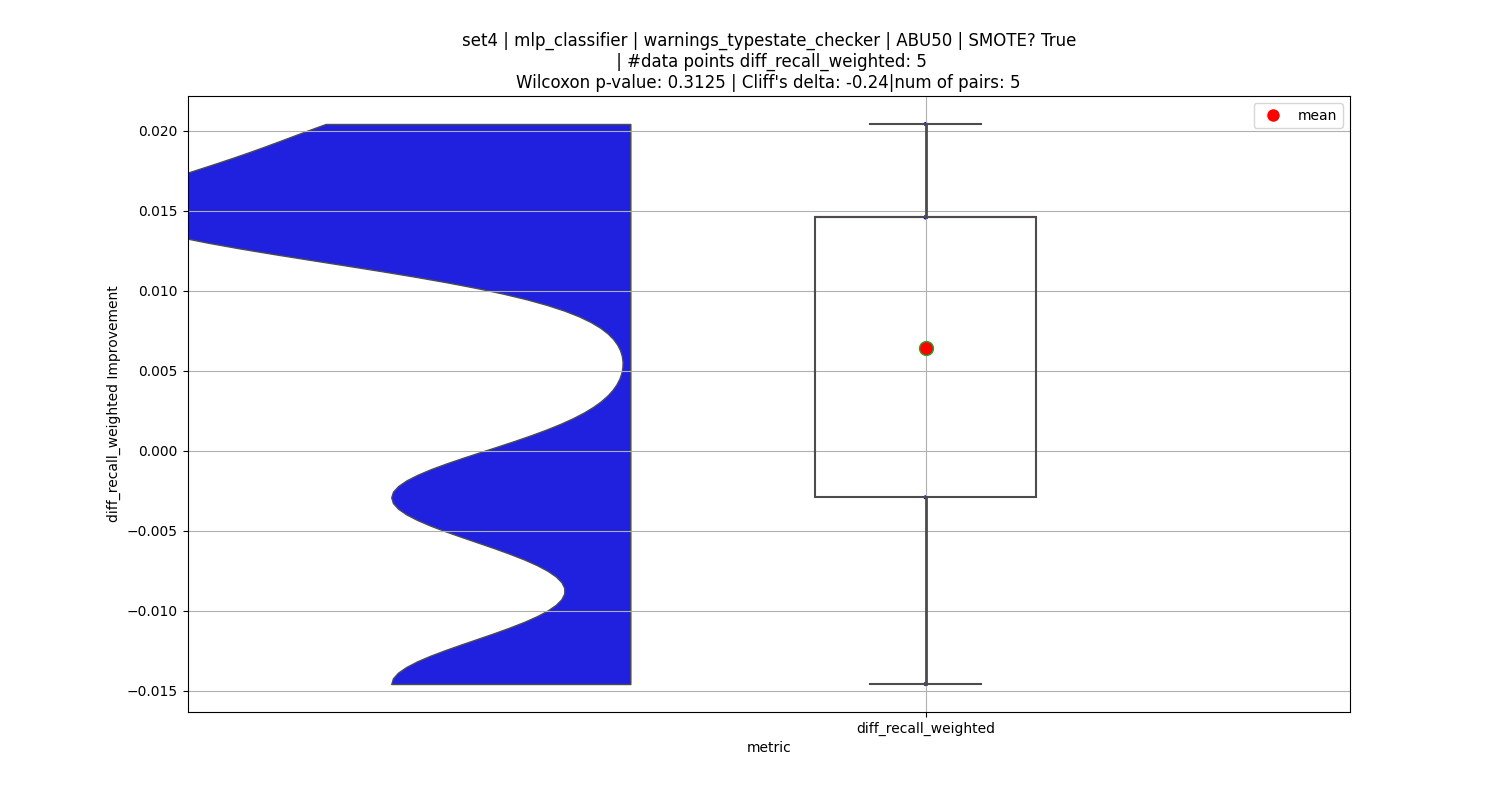 set4 | mlp_classifier | warnings_typestate_checker | ABU50 | SMOTE? True
| #data points diff_recall_weighted: 5
Wilcoxon p-value: 0.3125 | Cliff's delta: -0.24|num of pairs: 5
mean
0.020
0.015
0.010
0.005
0.000
−0.005
−0.010
−0.015
diff_recall_weighted Improvement
diff_recall_weighted
metric